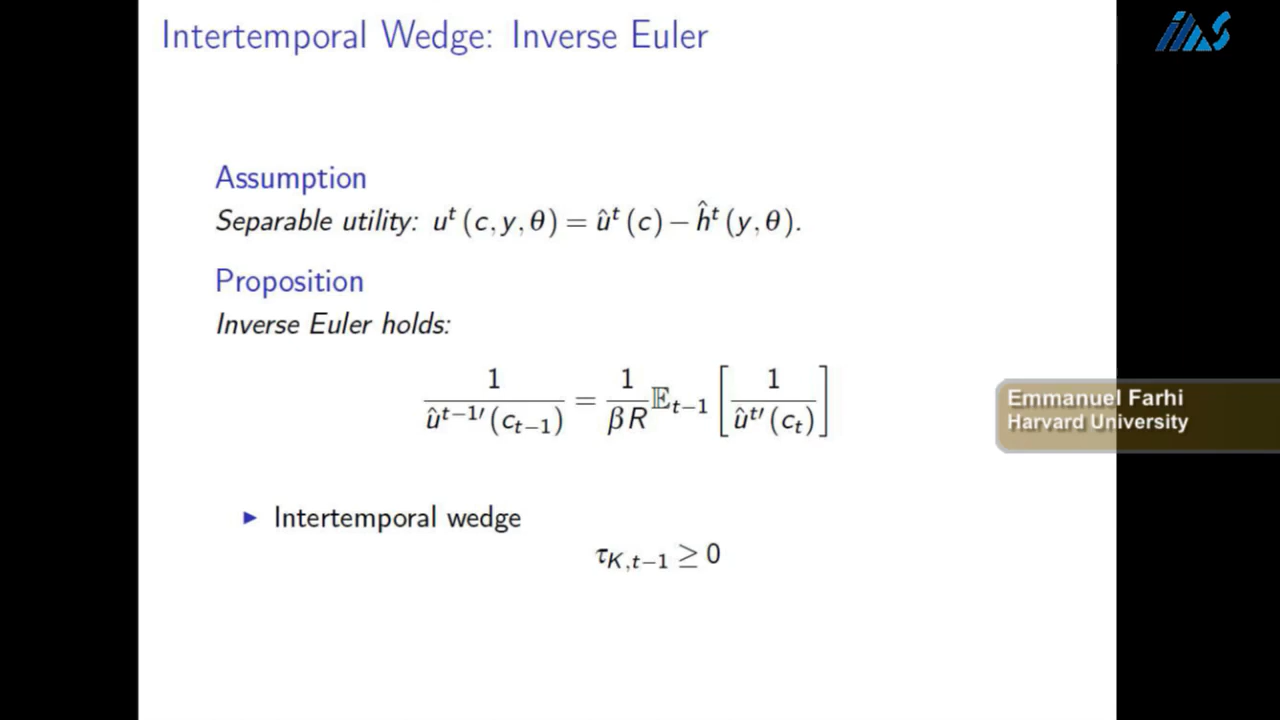 Intertemporal Wedge: Inverse Euler
Assumption
Separable utility: u^t (c, y, θ) = û^t (c) − ĥ^t (y, θ).
Proposition
Inverse Euler holds:
1 / û^{t−1}′(c_{t−1}) = 1 / βR 𝔼_{t−1} [ 1 / û^t′(c_t) ]
► Intertemporal wedge
τ_{K,t−1} ≥ 0
Emmanuel Farhi
Harvard University